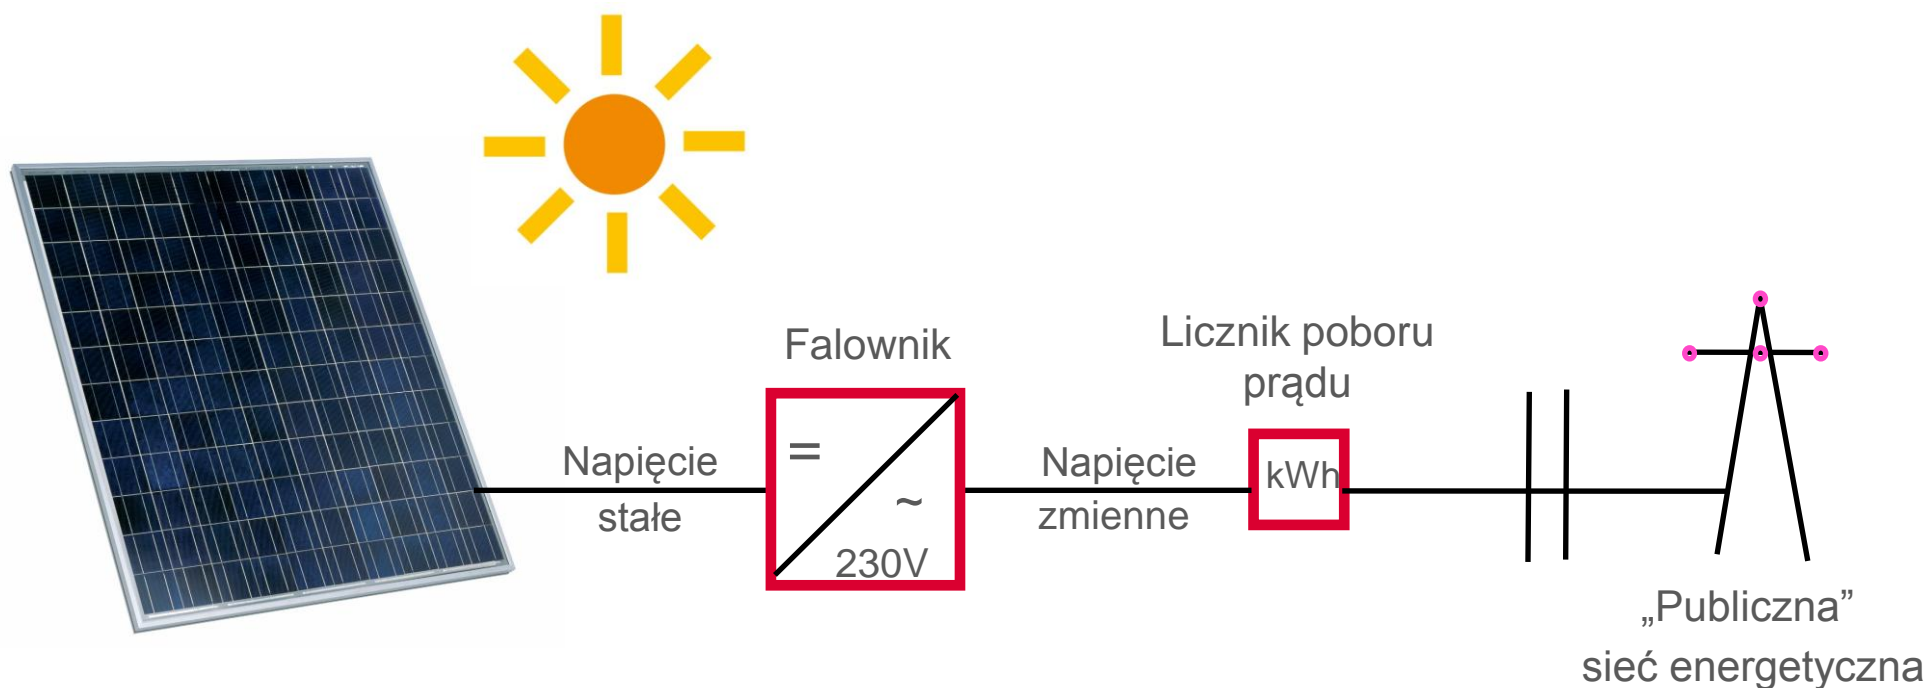 Falownik
Licznik poboru
prądu
Napięcie
stałe
=
~
230V
Napięcie
zmienne
kWh
„Publiczna”
sieć energetyczna